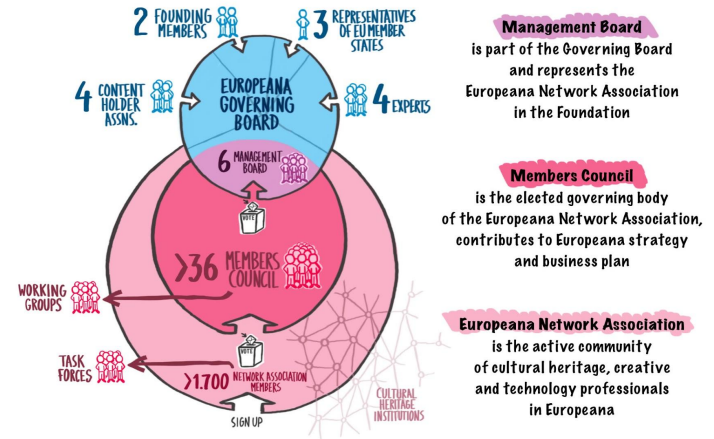 2 FOUNDING
MEMBERS
3 REPRESENTATIVES
OF EU MEMBER
STATES
4 CONTENT
HOLDER
ASSNS.
EUROPEANA
GOVERNING
BOARD
4 EXPERTS
6 MANAGEMENT
BOARD
VOTE
>36 MEMBERS
COUNCIL
WORKING
GROUPS
VOTE
TASK
FORCES
>1.700 NETWORK ASSOCIATION
MEMBERS
CULTURAL
HERITAGE
INSTITUTIONS
SIGN UP
Management Board
is part of the Governing Board
and represents the
Europeana Network Association
in the Foundation
Members Council
is the elected governing body
of the Europeana Network Association,
contributes to Europeana strategy
and business plan
Europeana Network Association
is the active community
of cultural heritage, creative
and technology professionals
in Europeana